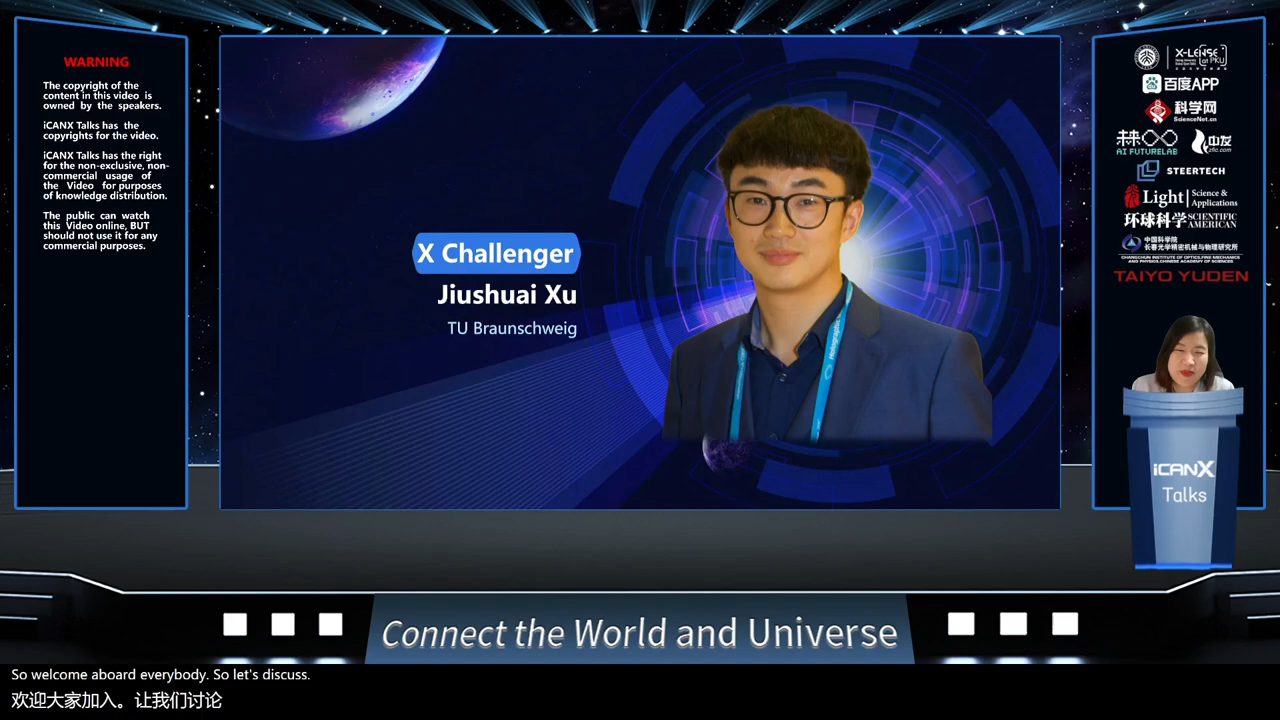 WARNING
The copyright of the
content in this video is
owned by the speakers.
iCANX Talks has the
copyrights for the video.
iCANX Talks has the right
for the non-exclusive, non-
commercial usage of
the Video for purposes
of knowledge distribution.
The public can watch
this Video online, BUT
should not use it for any
commercial purposes.
X Challenger
Jiushuai Xu
TU Braunschweig
X-LENSE
at PKU
百度APP
科学网
ScienceNet.cn
AI FUTURELAB
中友
STEERTECH
Light Science &
Applications
环球科学 SCIENTIFIC
AMERICAN
中国科学院
长春光学精密机械与物理研究所
CHANGCHUN INSTITUTE OF OPTICS,FINE MECHANICS
AND PHYSICS,CHINESE ACADEMY OF SCIENCES
TAIYO YUDEN
iCANX
Talks
Connect the World and Universe
So welcome aboard everybody. So let's discuss.
欢迎大家加入。让我们讨论